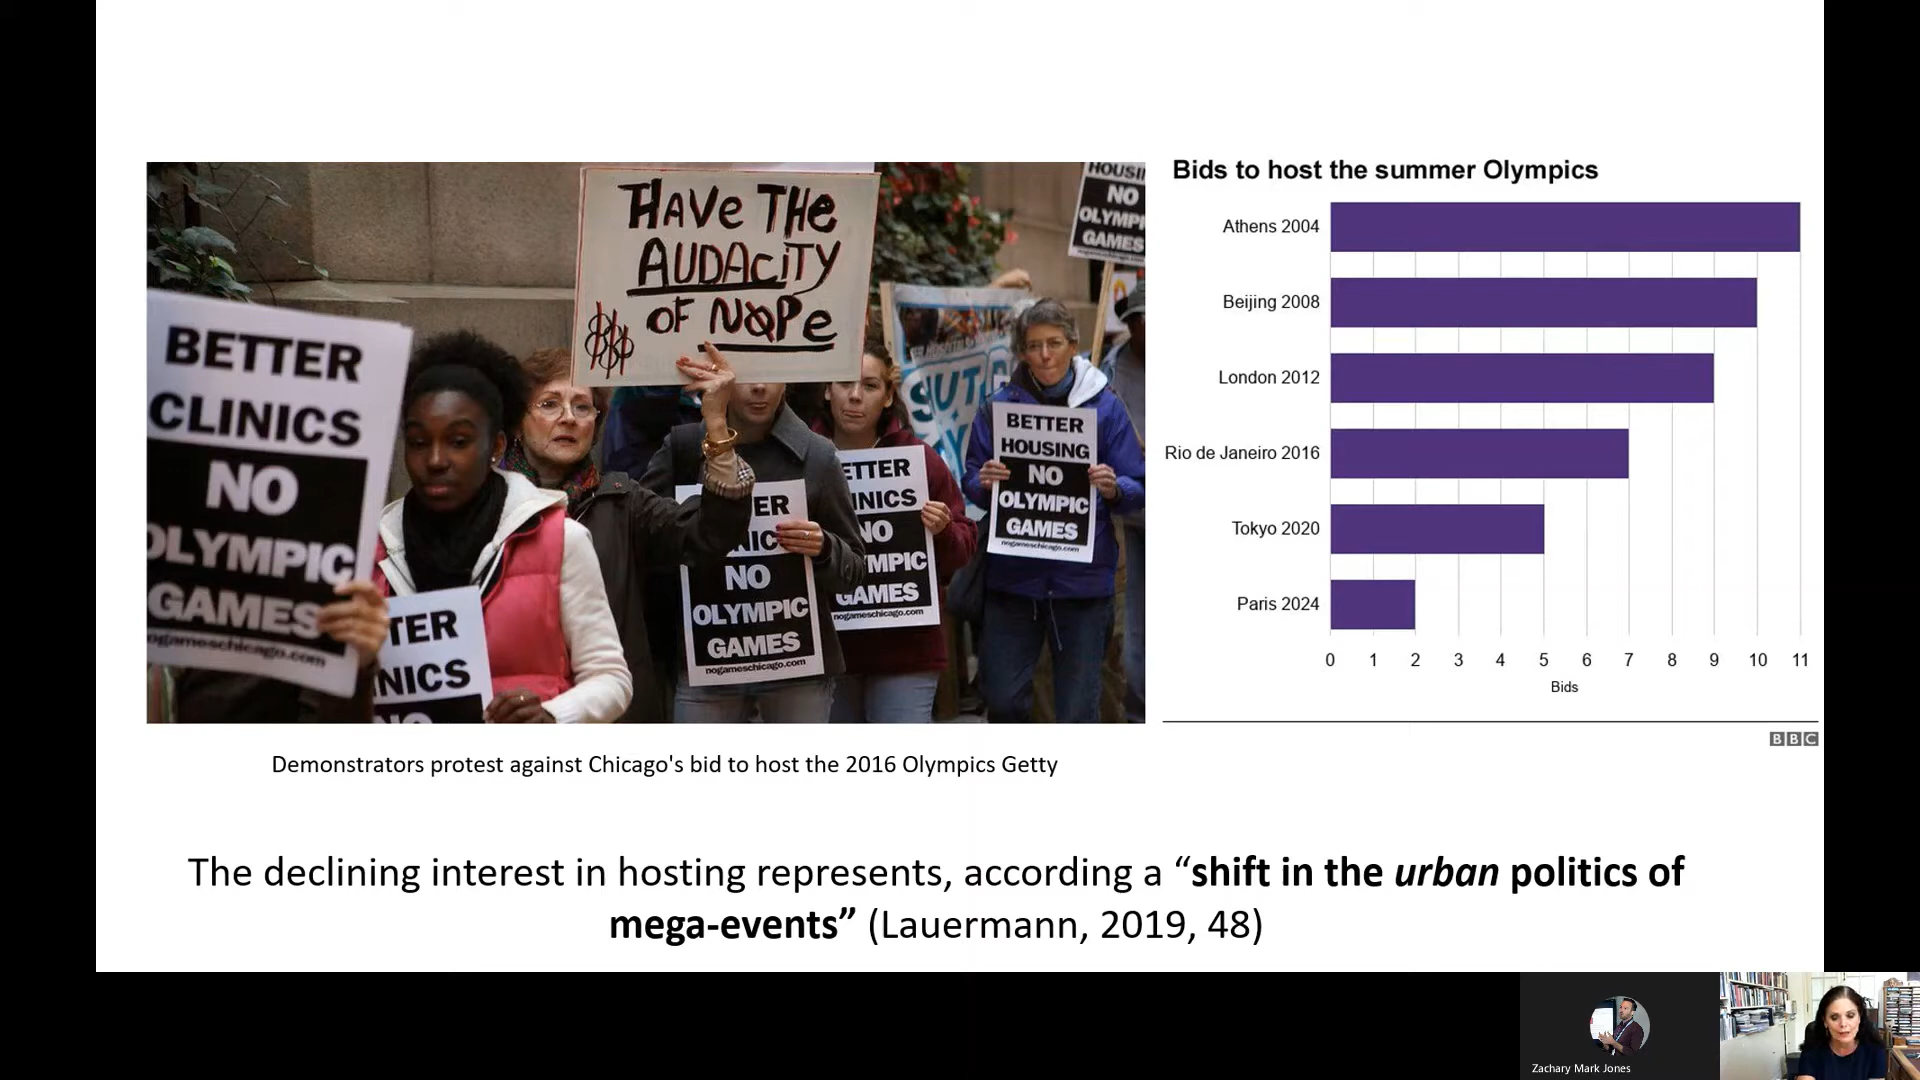 HAVE THE
AUDACITY
OF NOPE
$$
BETTER
CLINICS
NO
OLYMPIC
GAMES
nogameschicago.com
TER
NICS
NO
ER
NIC
NO
OLYMPIC
GAMES
nogameschicago.com
ETTER
INICS
NO
MPIC
GAMES
nogameschicago.com
BETTER
HOUSING
NO
OLYMPIC
GAMES
nogameschicago.com
HOUSI
NO
OLYMPI
GAMES
Demonstrators protest against Chicago's bid to host the 2016 Olympics Getty
Bids to host the summer Olympics
Athens 2004
Beijing 2008
London 2012
Rio de Janeiro 2016
Tokyo 2020
Paris 2024
0 1 2 3 4 5 6 7 8 9 10 11
Bids
BBC
The declining interest in hosting represents, according a “shift in the urban politics of
mega-events” (Lauermann, 2019, 48)
Zachary Mark Jones